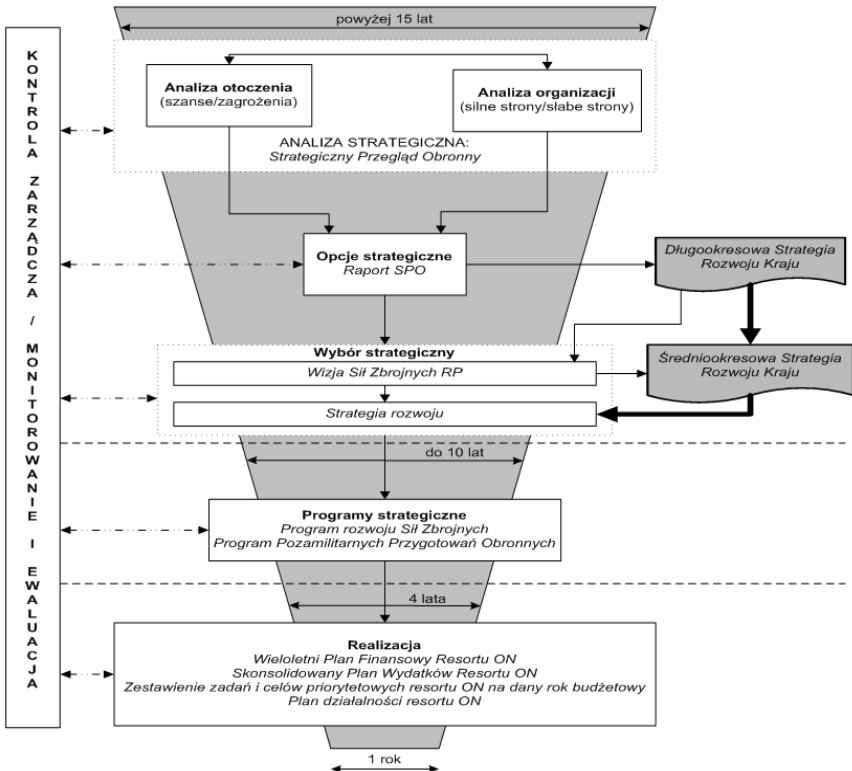 KONTROLA ZARZĄDCZA / MONITOROWANIE I EWALUACJA
powyżej 15 lat
Analiza otoczenia
(szanse/zagrożenia)
Analiza organizacji
(silne strony/słabe strony)
ANALIZA STRATEGICZNA:
Strategiczny Przegląd Obronny
Opcje strategiczne
Raport SPO
Długookresowa Strategia
Rozwoju Kraju
Wybór strategiczny
Wizja Sił Zbrojnych RP
Średniookresowa Strategia
Rozwoju Kraju
Strategia rozwoju
do 10 lat
Programy strategiczne
Program rozwoju Sił Zbrojnych
Program Pozamilitarnych Przygotowań Obronnych
4 lata
Realizacja
Wieloletni Plan Finansowy Resortu ON
Skonsolidowany Plan Wydatków Resortu ON
Zestawienie zadań i celów priorytetowych resortu ON na dany rok budżetowy
Plan działalności resortu ON
1 rok